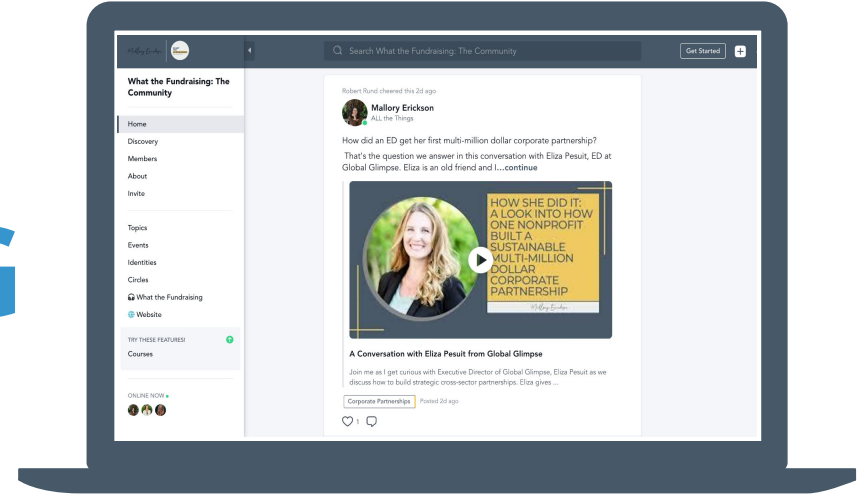 Mallory Erickson
Search What the Fundraising: The Community
Get Started
What the Fundraising: The
Community
Home
Discovery
Members
About
Invite
Topics
Events
Identities
Circles
What the Fundraising
Website
TRY THESE FEATURES!
Courses
ONLINE NOW
Robert Rund cheered this 2d ago
Mallory Erickson
ALL the Things
How did an ED get her first multi-million dollar corporate partnership?
That's the question we answer in this conversation with Eliza Pesuit, ED at
Global Glimpse. Eliza is an old friend and I...continue
HOW SHE DID IT:
A LOOK INTO HOW
ONE NONPROFIT
BUILT A
SUSTAINABLE
MULTI-MILLION
DOLLAR
CORPORATE
PARTNERSHIP
Mallory Erickson
A Conversation with Eliza Pesuit from Global Glimpse
Join me as I get curious with Executive Director of Global Glimpse, Eliza Pesuit as we
discuss how to build strategic cross-sector partnerships. Eliza gives ...
Corporate Partnerships Posted 2d ago
1